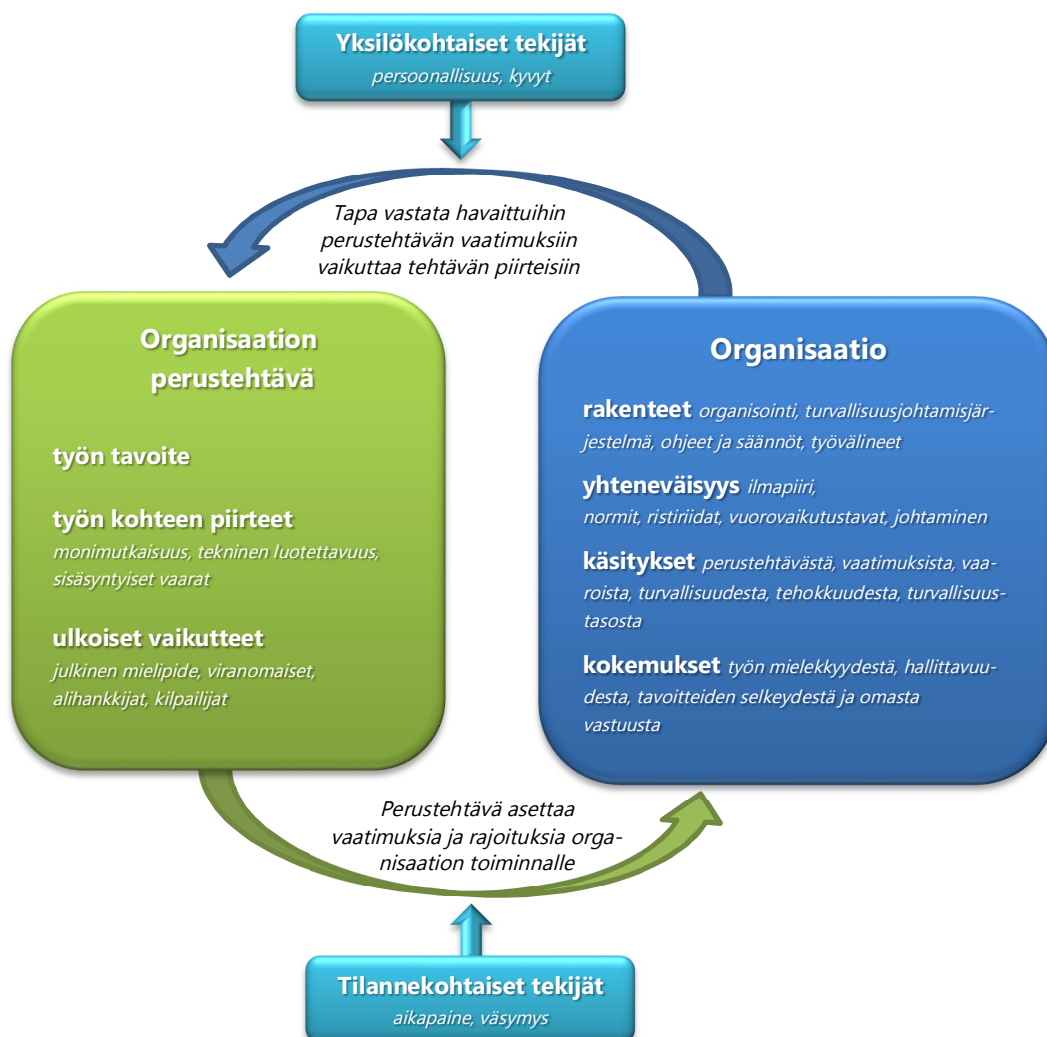 Yksilökohtaiset tekijät
persoonallisuus, kyvyt
Tapa vastata havaittuihin
perustehtävän vaatimuksiin
vaikuttaa tehtävän piirteisiin
Organisaation
perustehtävä
työn tavoite
työn kohteen piirteet
monimutkaisuus, tekninen luotettavuus,
sisäsyntyiset vaarat
ulkoiset vaikutteet
julkinen mielipide, viranomaiset,
alihankkijat, kilpailijat
Organisaatio
rakenteet organisointi, turvallisuusjohtamisjär-
jestelmä, ohjeet ja säännöt, työvälineet
yhteneväisyys ilmapiiri,
normit, ristiriidat, vuorovaikutustavat, johtaminen
käsitykset perustehtävästä, vaatimuksista, vaa-
roista, turvallisuudesta, tehokkuudesta, turvallisuus-
tasosta
kokemukset työn mielekkyydestä, hallittavuu-
desta, tavoitteiden selkeydestä ja omasta
vastuusta
Perustehtävä asettaa
vaatimuksia ja rajoituksia orga-
nisaation toiminnalle
Tilannekohtaiset tekijät
aikapaine, väsymys